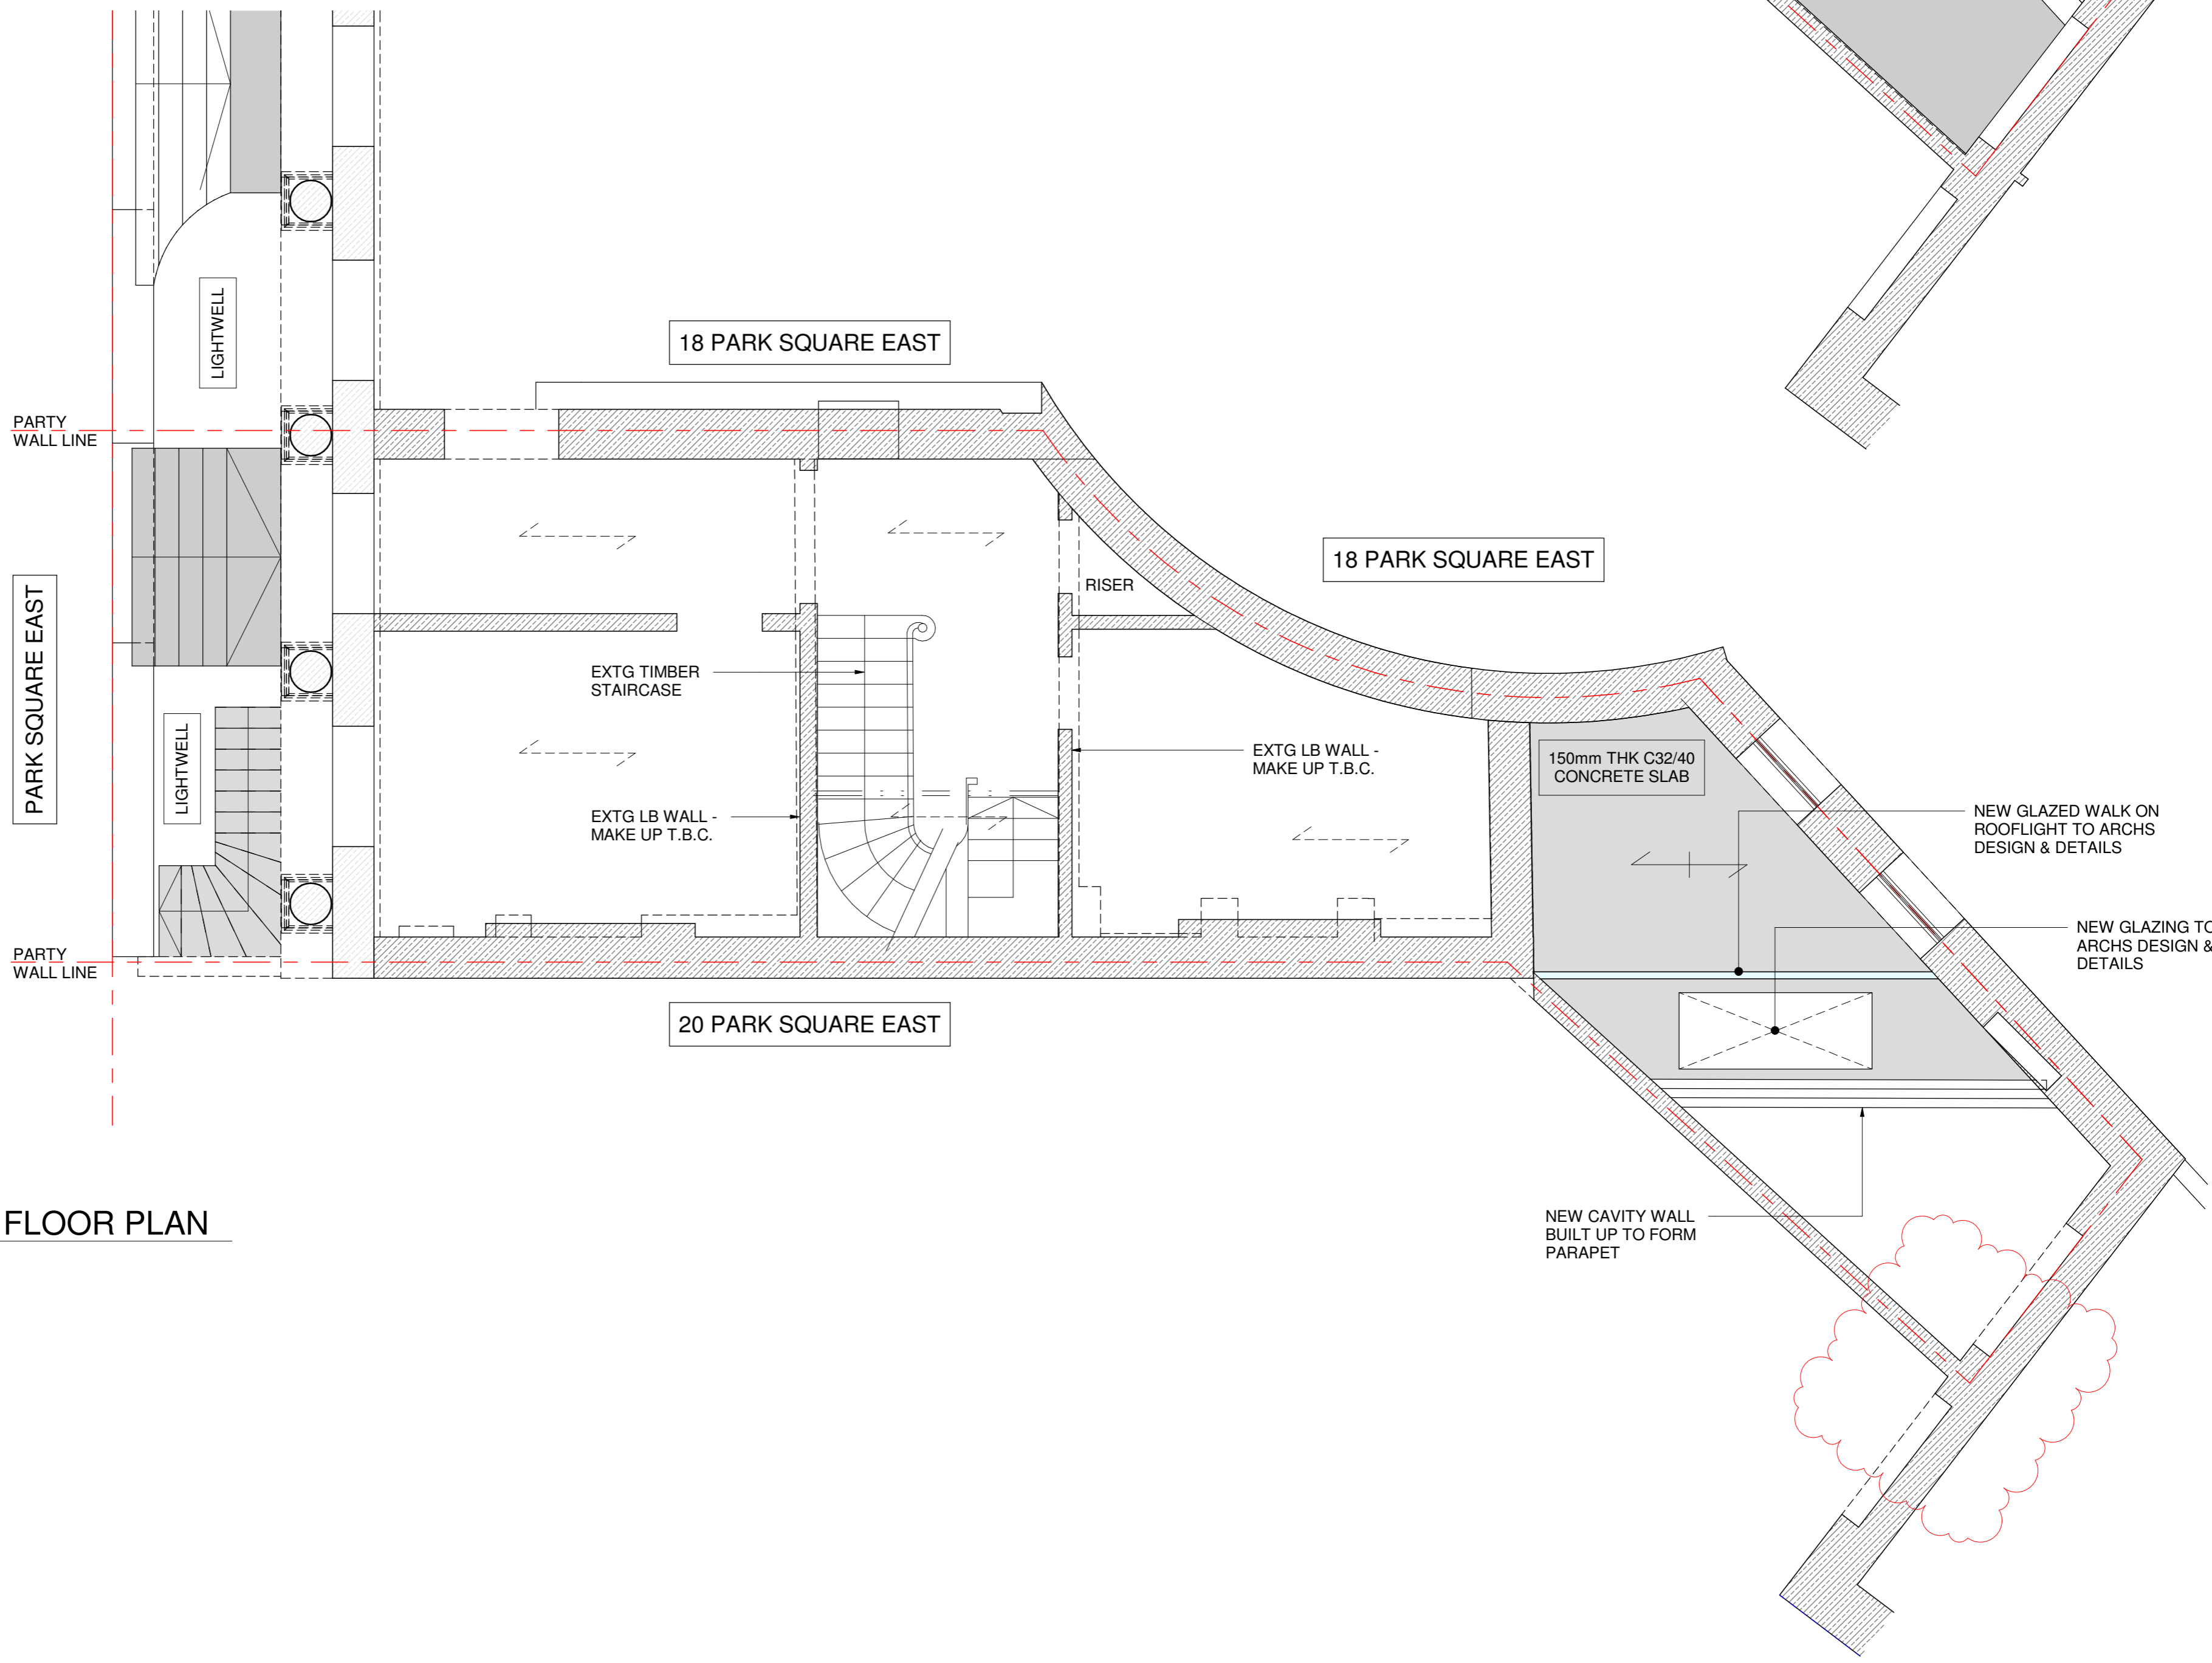 LIGHTWELL
18 PARK SQUARE EAST
PARTY
WALL LINE
18 PARK SQUARE EAST
RISER
PARK SQUARE EAST
EXTG TIMBER
STAIRCASE
LIGHTWELL
EXTG LB WALL -
MAKE UP T.B.C.
150mm THK C32/40
CONCRETE SLAB
EXTG LB WALL -
MAKE UP T.B.C.
NEW GLAZED WALK ON
ROOFLIGHT TO ARCHS
DESIGN & DETAILS
NEW GLAZING TO
ARCHS DESIGN &
DETAILS
PARTY
WALL LINE
20 PARK SQUARE EAST
NEW CAVITY WALL
BUILT UP TO FORM
PARAPET
FLOOR PLAN